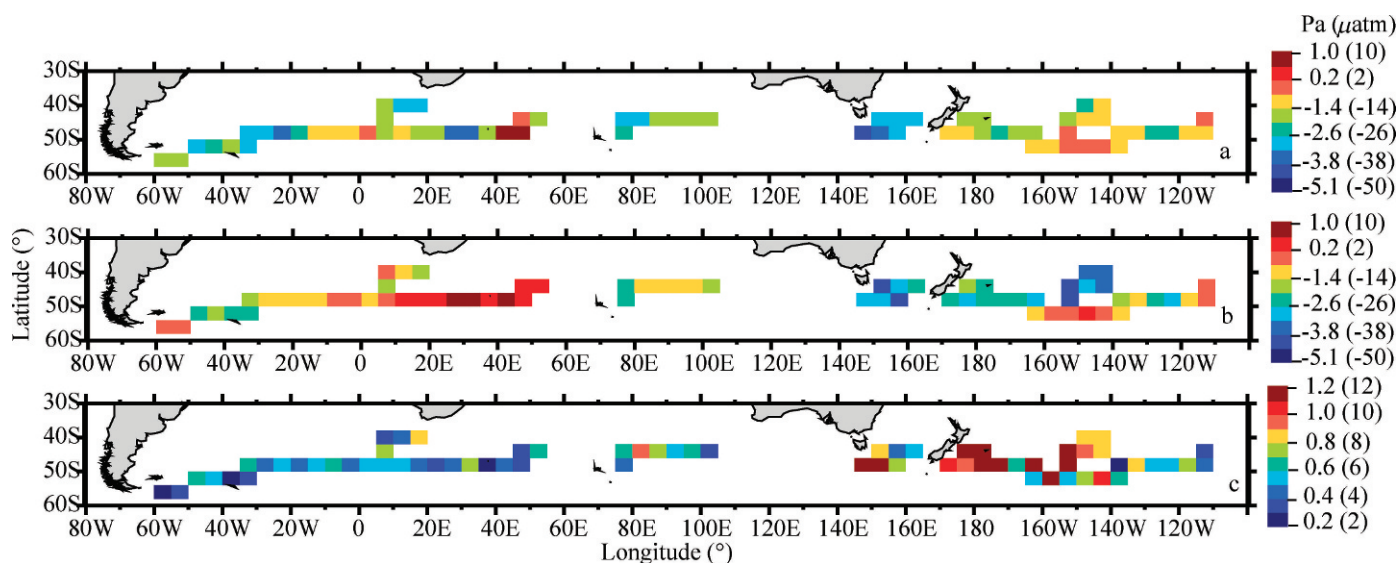 Pa (μatm)
30S
40S
50S
60S
1.0 (10)
0.2 (2)
-1.4 (-14)
-2.6 (-26)
-3.8 (-38)
-5.1 (-50)
a
80W 60W 40W 20W 0 20E 40E 60E 80E 100E 120E 140E 160E 180 160W 140W 120W
Latitude (°)
30S
40S
50S
60S
1.0 (10)
0.2 (2)
-1.4 (-14)
-2.6 (-26)
-3.8 (-38)
-5.1 (-50)
b
80W 60W 40W 20W 0 20E 40E 60E 80E 100E 120E 140E 160E 180 160W 140W 120W
30S
40S
50S
60S
1.2 (12)
1.0 (10)
0.8 (8)
0.6 (6)
0.4 (4)
0.2 (2)
c
80W 60W 40W 20W 0 20E 40E 60E 80E 100E 120E 140E 160E 180 160W 140W 120W
Longitude (°)